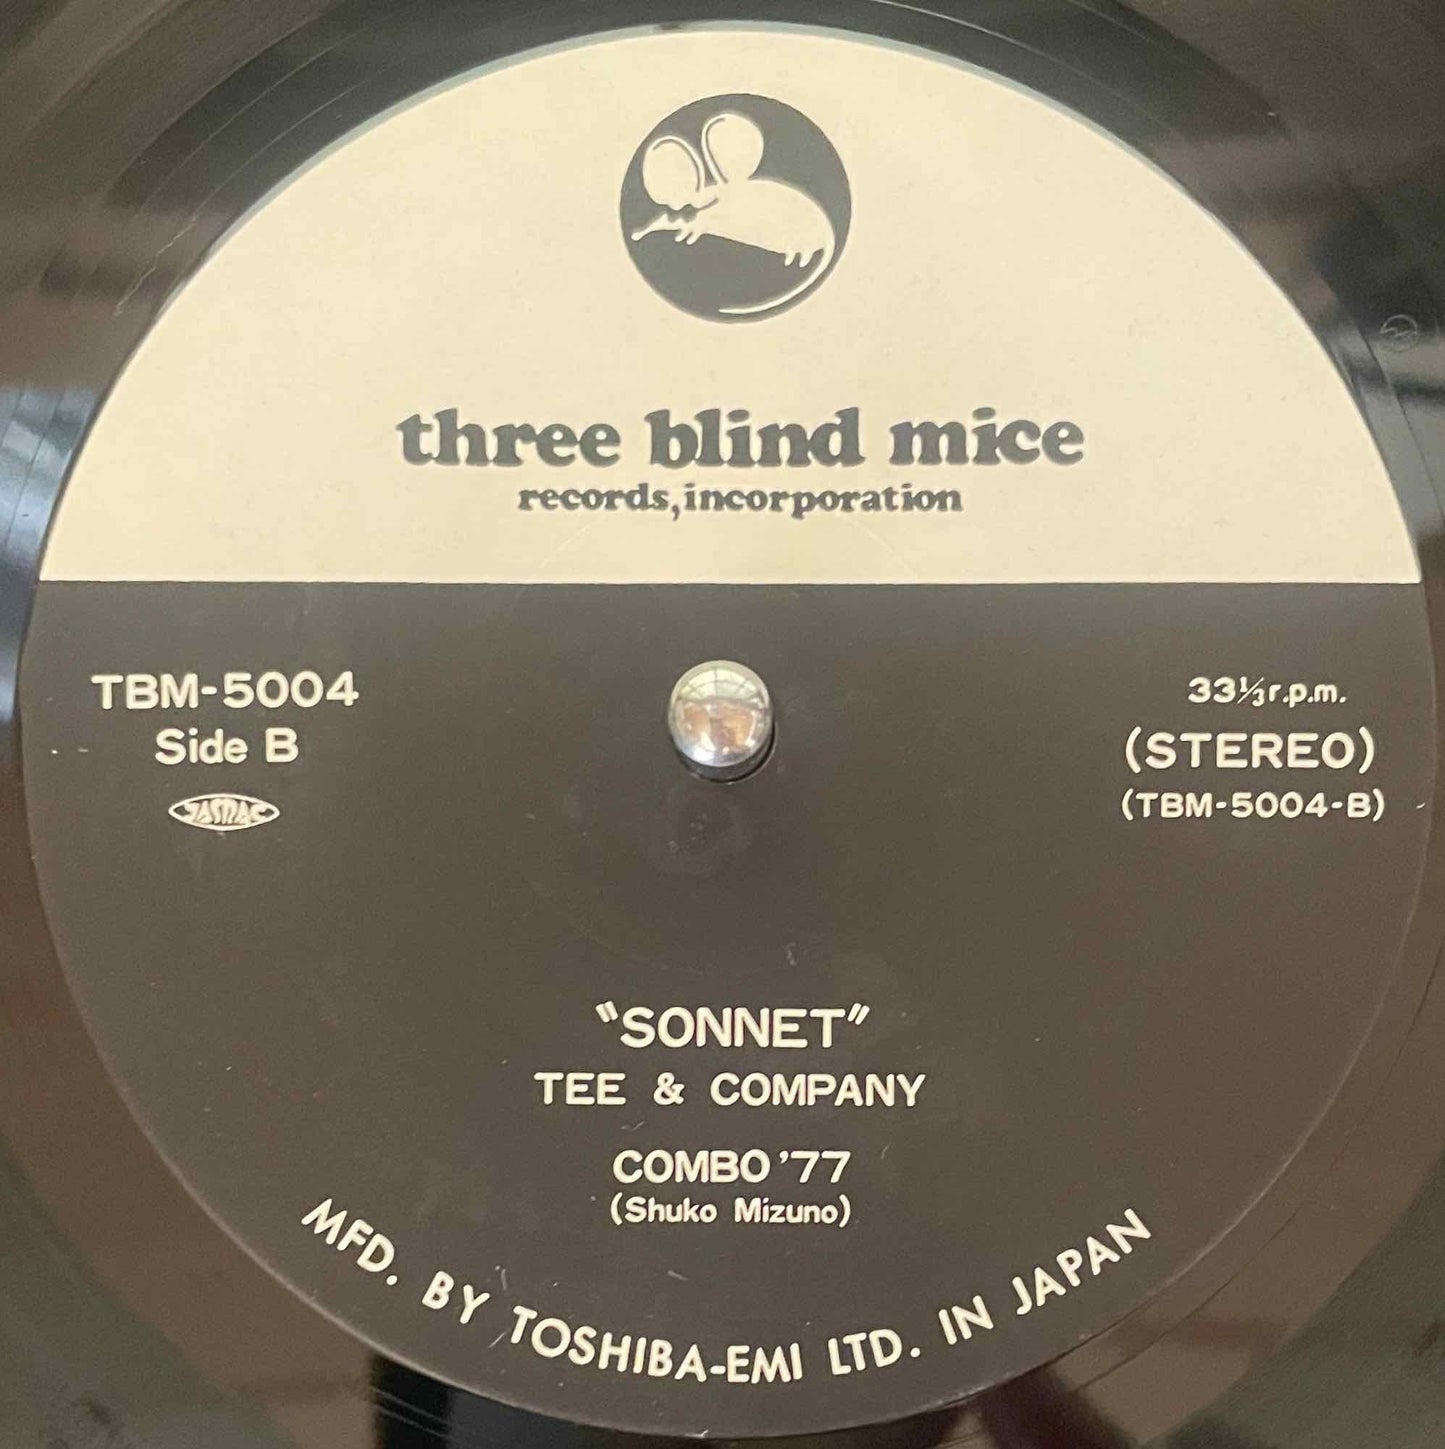 three blind mice
records,incorporation
TBM-5004
Side B
JASRAC
33⅓r.p.m.
(STEREO)
(TBM-5004-B)
"SONNET"
TEE & COMPANY
COMBO '77
(Shuko Mizuno)
MFD. BY TOSHIBA-EMI LTD. IN JAPAN